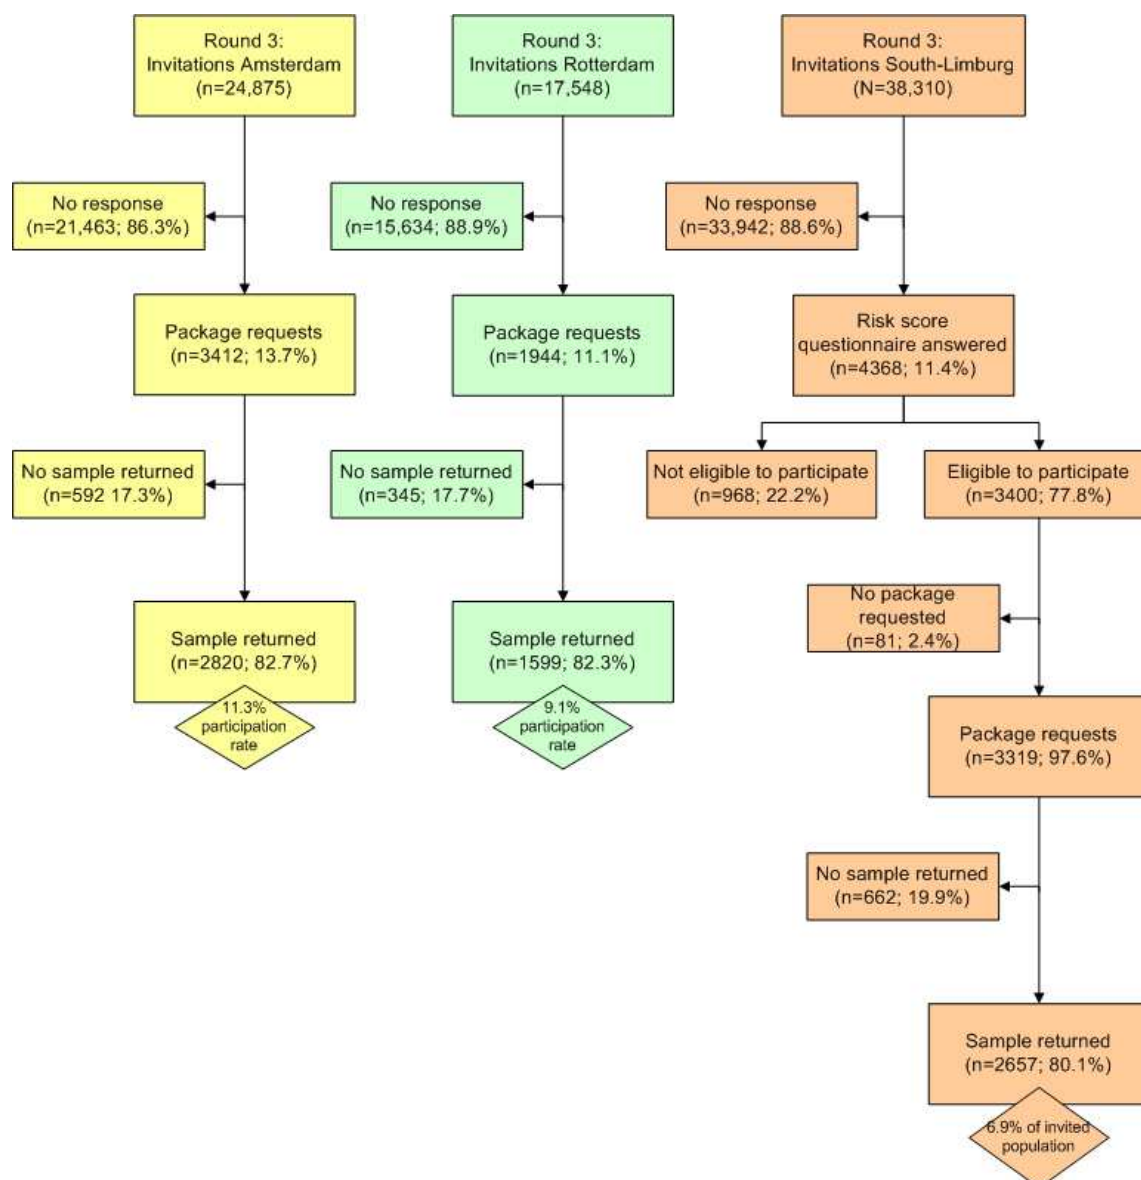 Round 3:
Invitations Amsterdam
(n=24,875)
No response
(n=21,463; 86.3%)
Package requests
(n=3412; 13.7%)
No sample returned
(n=592 17.3%)
Sample returned
(n=2820; 82.7%)
11.3%
participation
rate
Round 3:
Invitations Rotterdam
(n=17,548)
No response
(n=15,634; 88.9%)
Package requests
(n=1944; 11.1%)
No sample returned
(n=345; 17.7%)
Sample returned
(n=1599; 82.3%)
9.1%
participation
rate
Round 3:
Invitations South-Limburg
(N=38,310)
No response
(n=33,942; 88.6%)
Risk score
questionnaire answered
(n=4368; 11.4%)
Not eligible to participate
(n=968; 22.2%)
Eligible to participate
(n=3400; 77.8%)
No package
requested
(n=81; 2.4%)
Package requests
(n=3319; 97.6%)
No sample returned
(n=662; 19.9%)
Sample returned
(n=2657; 80.1%)
6.9% of invited
population